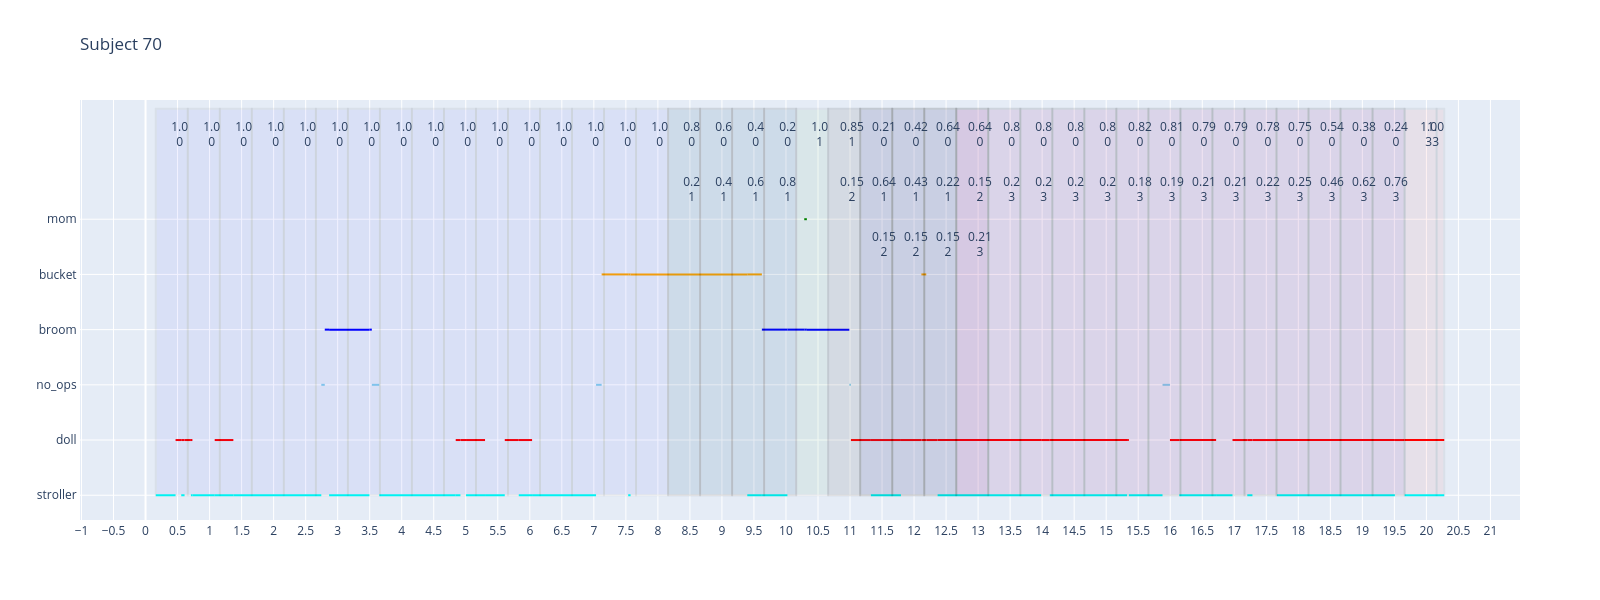 Subject 70
1.0 1.0 1.0 1.0 1.0 1.0 1.0 1.0 1.0 1.0 1.0 1.0 1.0 1.0 1.0 1.0 0.8 0.6 0.4 0.2 1.0 0.85 0.21 0.42 0.64 0.64 0.8 0.8 0.8 0.8 0.82 0.81 0.79 0.79 0.78 0.75 0.54 0.38 0.24 1.0 1.0
0 0 0 0 0 0 0 0 0 0 0 0 0 0 0 0 0 0 0 0 1 1 0 0 0 0 0 0 0 0 0 0 0 0 0 0 0 0 0 3 3
0.2 0.4 0.6 0.8 0.15 0.64 0.43 0.22 0.15 0.2 0.2 0.2 0.2 0.18 0.19 0.21 0.21 0.22 0.25 0.46 0.62 0.76
1 1 1 1 2 1 1 1 2 3 3 3 3 3 3 3 3 3 3 3 3 3
mom
0.15 0.15 0.15 0.21
2 2 2 3
bucket
broom
no_ops
doll
stroller
−1 −0.5 0 0.5 1 1.5 2 2.5 3 3.5 4 4.5 5 5.5 6 6.5 7 7.5 8 8.5 9 9.5 10 10.5 11 11.5 12 12.5 13 13.5 14 14.5 15 15.5 16 16.5 17 17.5 18 18.5 19 19.5 20 20.5 21